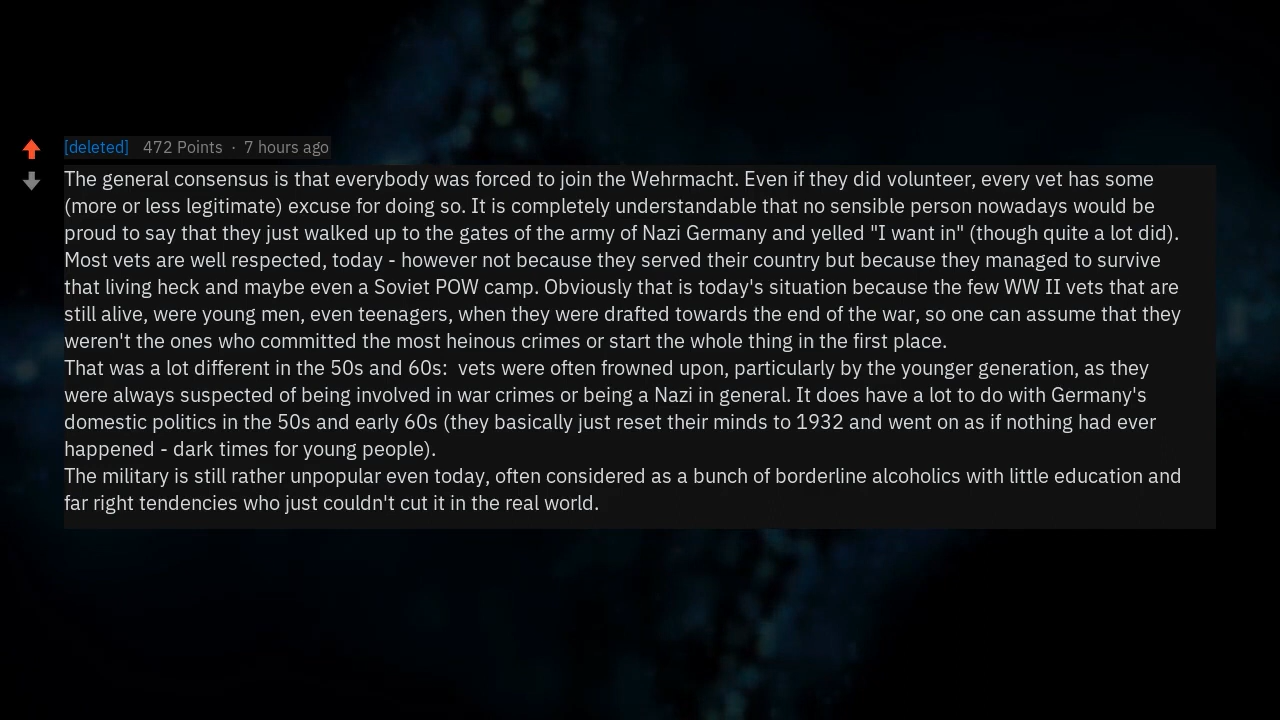 [deleted] 472 Points · 7 hours ago
The general consensus is that everybody was forced to join the Wehrmacht. Even if they did volunteer, every vet has some
(more or less legitimate) excuse for doing so. It is completely understandable that no sensible person nowadays would be
proud to say that they just walked up to the gates of the army of Nazi Germany and yelled "I want in" (though quite a lot did).
Most vets are well respected, today - however not because they served their country but because they managed to survive
that living heck and maybe even a Soviet POW camp. Obviously that is today's situation because the few WW II vets that are
still alive, were young men, even teenagers, when they were drafted towards the end of the war, so one can assume that they
weren't the ones who committed the most heinous crimes or start the whole thing in the first place.
That was a lot different in the 50s and 60s:  vets were often frowned upon, particularly by the younger generation, as they
were always suspected of being involved in war crimes or being a Nazi in general. It does have a lot to do with Germany's
domestic politics in the 50s and early 60s (they basically just reset their minds to 1932 and went on as if nothing had ever
happened - dark times for young people).
The military is still rather unpopular even today, often considered as a bunch of borderline alcoholics with little education and
far right tendencies who just couldn't cut it in the real world.